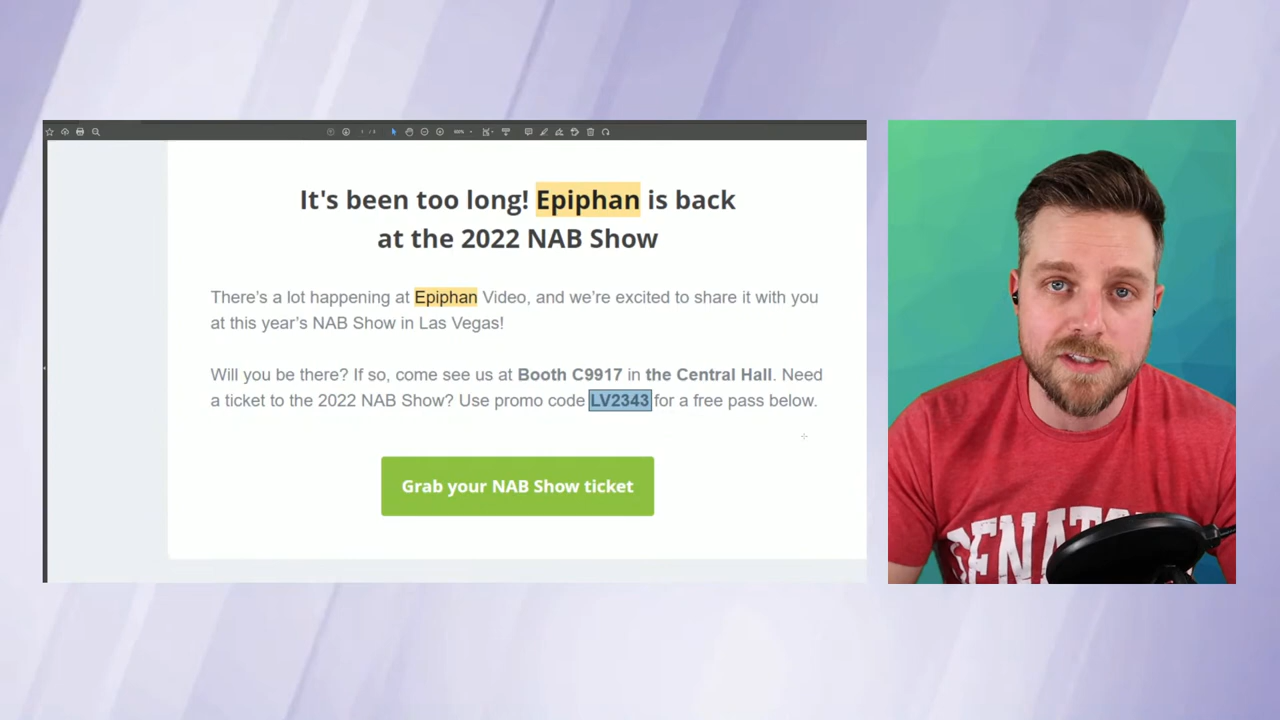 It's been too long! Epiphan is back
at the 2022 NAB Show
There's a lot happening at Epiphan Video, and we're excited to share it with you
at this year's NAB Show in Las Vegas!
Will you be there? If so, come see us at Booth C9917 in the Central Hall. Need
a ticket to the 2022 NAB Show? Use promo code LV2343 for a free pass below.
Grab your NAB Show ticket